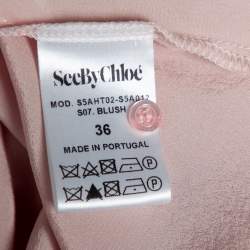 SeeByChloé
MOD. S5AHT02-S5A012
S07. BLUSH
36
MADE IN PORTUGAL